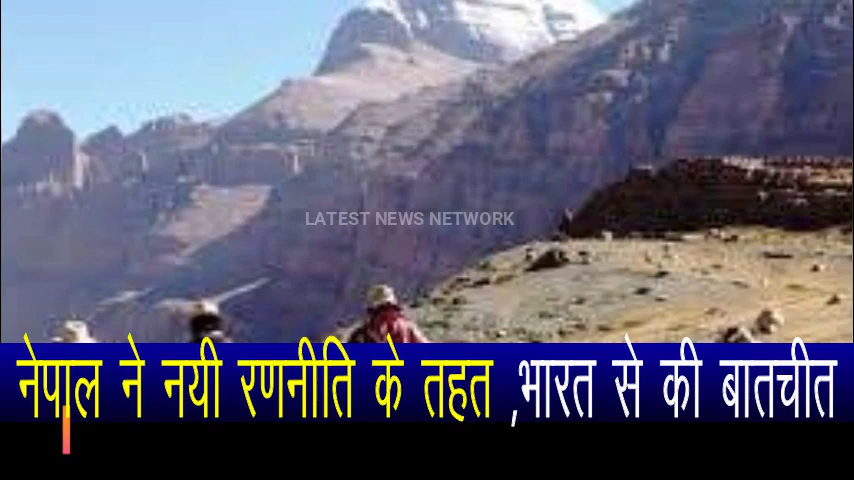 LATEST NEWS NETWORK
नेपाल ने नयी रणनीति के तहत ,भारत से की बातचीत